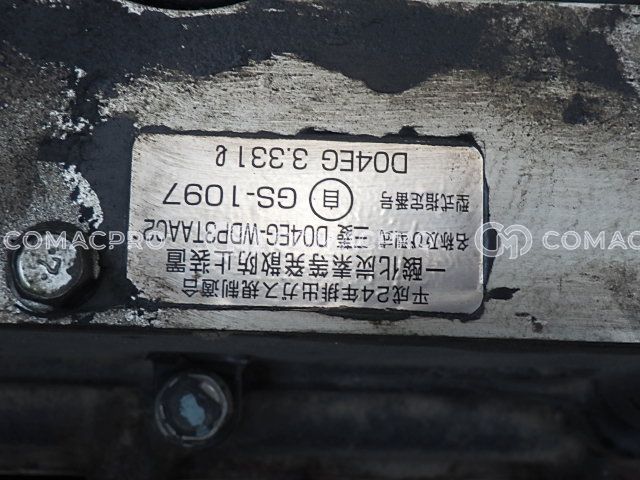 平成24年排出ガス規制適合
一酸化炭素等発散防止装置
名称及び型式 三菱 D04EG-WDP3TAAC2
型式指定番号 自 GS-1097
D04EG 3.331ℓ
COMACPRO
COMACPRO
COMAC